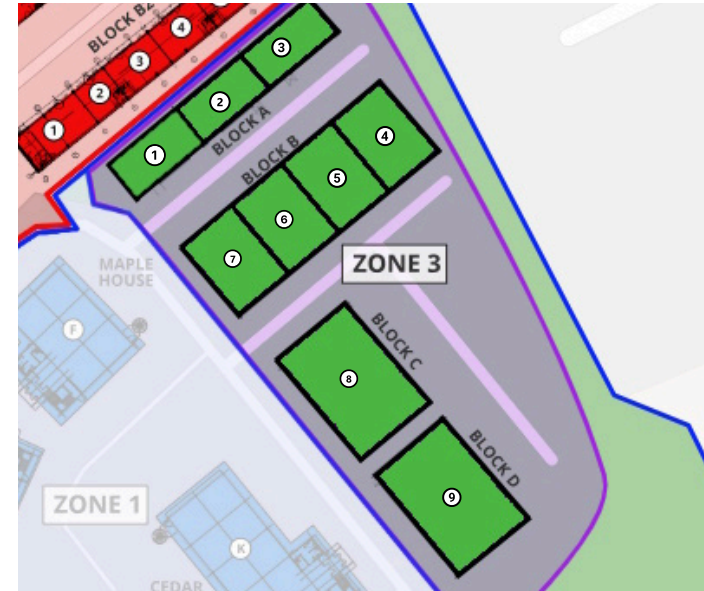 BLOCK B2
4
3
2
1
3
2
1
BLOCK A
BLOCK B
4
5
6
7
ZONE 3
MAPLE
HOUSE
F
8
BLOCK C
9
BLOCK D
ZONE 1
K
CEDAR